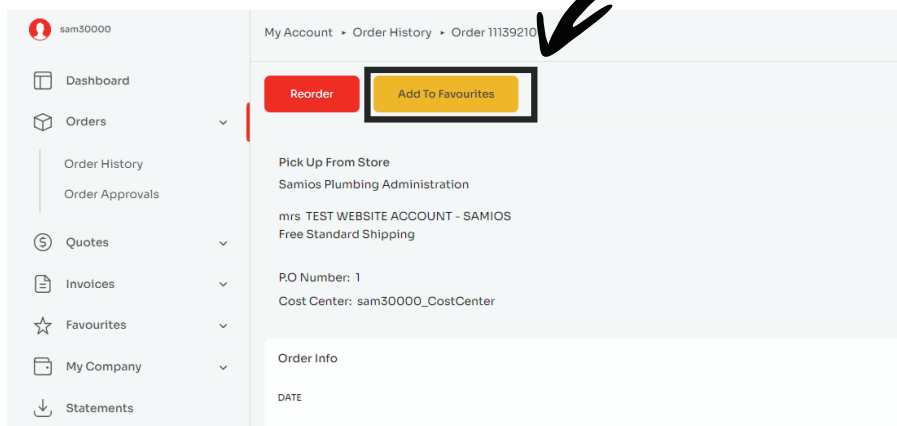 sam30000
My Account ▸ Order History ▸ Order 11139210
Dashboard
Orders
Order History
Order Approvals
Quotes
Invoices
Favourites
My Company
Statements
Reorder
Add To Favourites
Pick Up From Store
Samios Plumbing Administration
mrs TEST WEBSITE ACCOUNT - SAMIOS
Free Standard Shipping
P.O Number: 1
Cost Center: sam30000_CostCenter
Order Info
DATE